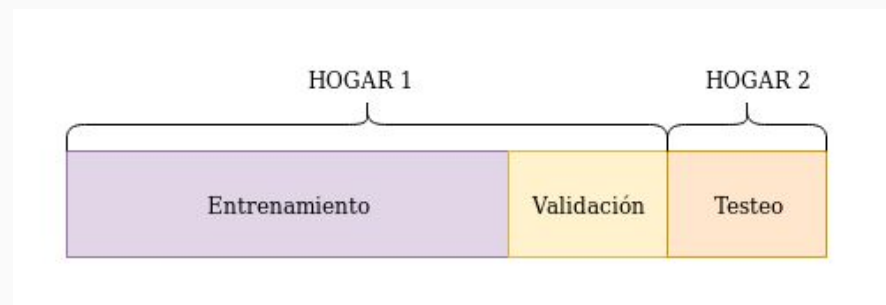 HOGAR 1
HOGAR 2
Entrenamiento
Validación
Testeo